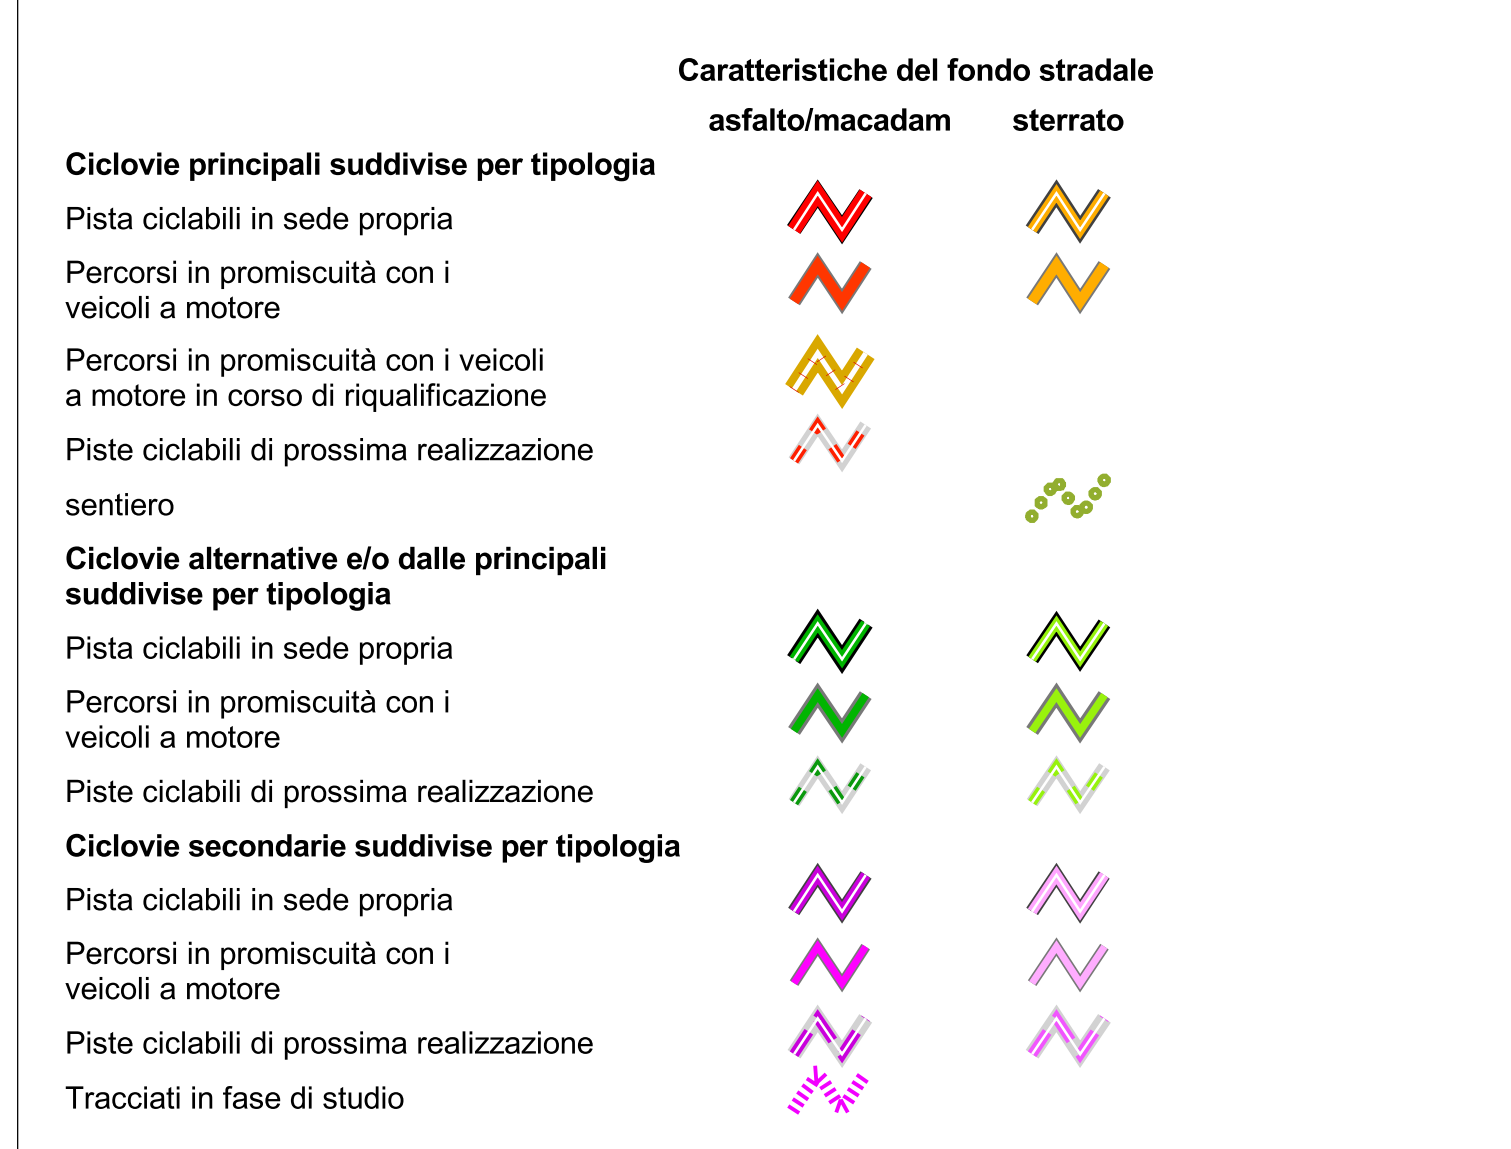 Caratteristiche del fondo stradale
asfalto/macadam sterrato
Ciclovie principali suddivise per tipologia
Pista ciclabili in sede propria
Percorsi in promiscuità con i
veicoli a motore
Percorsi in promiscuità con i veicoli
a motore in corso di riqualificazione
Piste ciclabili di prossima realizzazione
sentiero
Ciclovie alternative e/o dalle principali
suddivise per tipologia
Pista ciclabili in sede propria
Percorsi in promiscuità con i
veicoli a motore
Piste ciclabili di prossima realizzazione
Ciclovie secondarie suddivise per tipologia
Pista ciclabili in sede propria
Percorsi in promiscuità con i
veicoli a motore
Piste ciclabili di prossima realizzazione
Tracciati in fase di studio